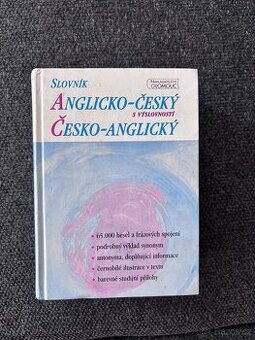 SLOVNÍK
NAKLADATELSTVÍ
OLOMOUC
ANGLICKO-ČESKÝ
S VÝSLOVNOSTÍ
ČESKO-ANGLICKÝ
• 65.000 hesel a frázových spojení
• podrobný výklad synonym
• antonyma, doplňující informace
• černobílé ilustrace v textu
• barevné studijní přílohy